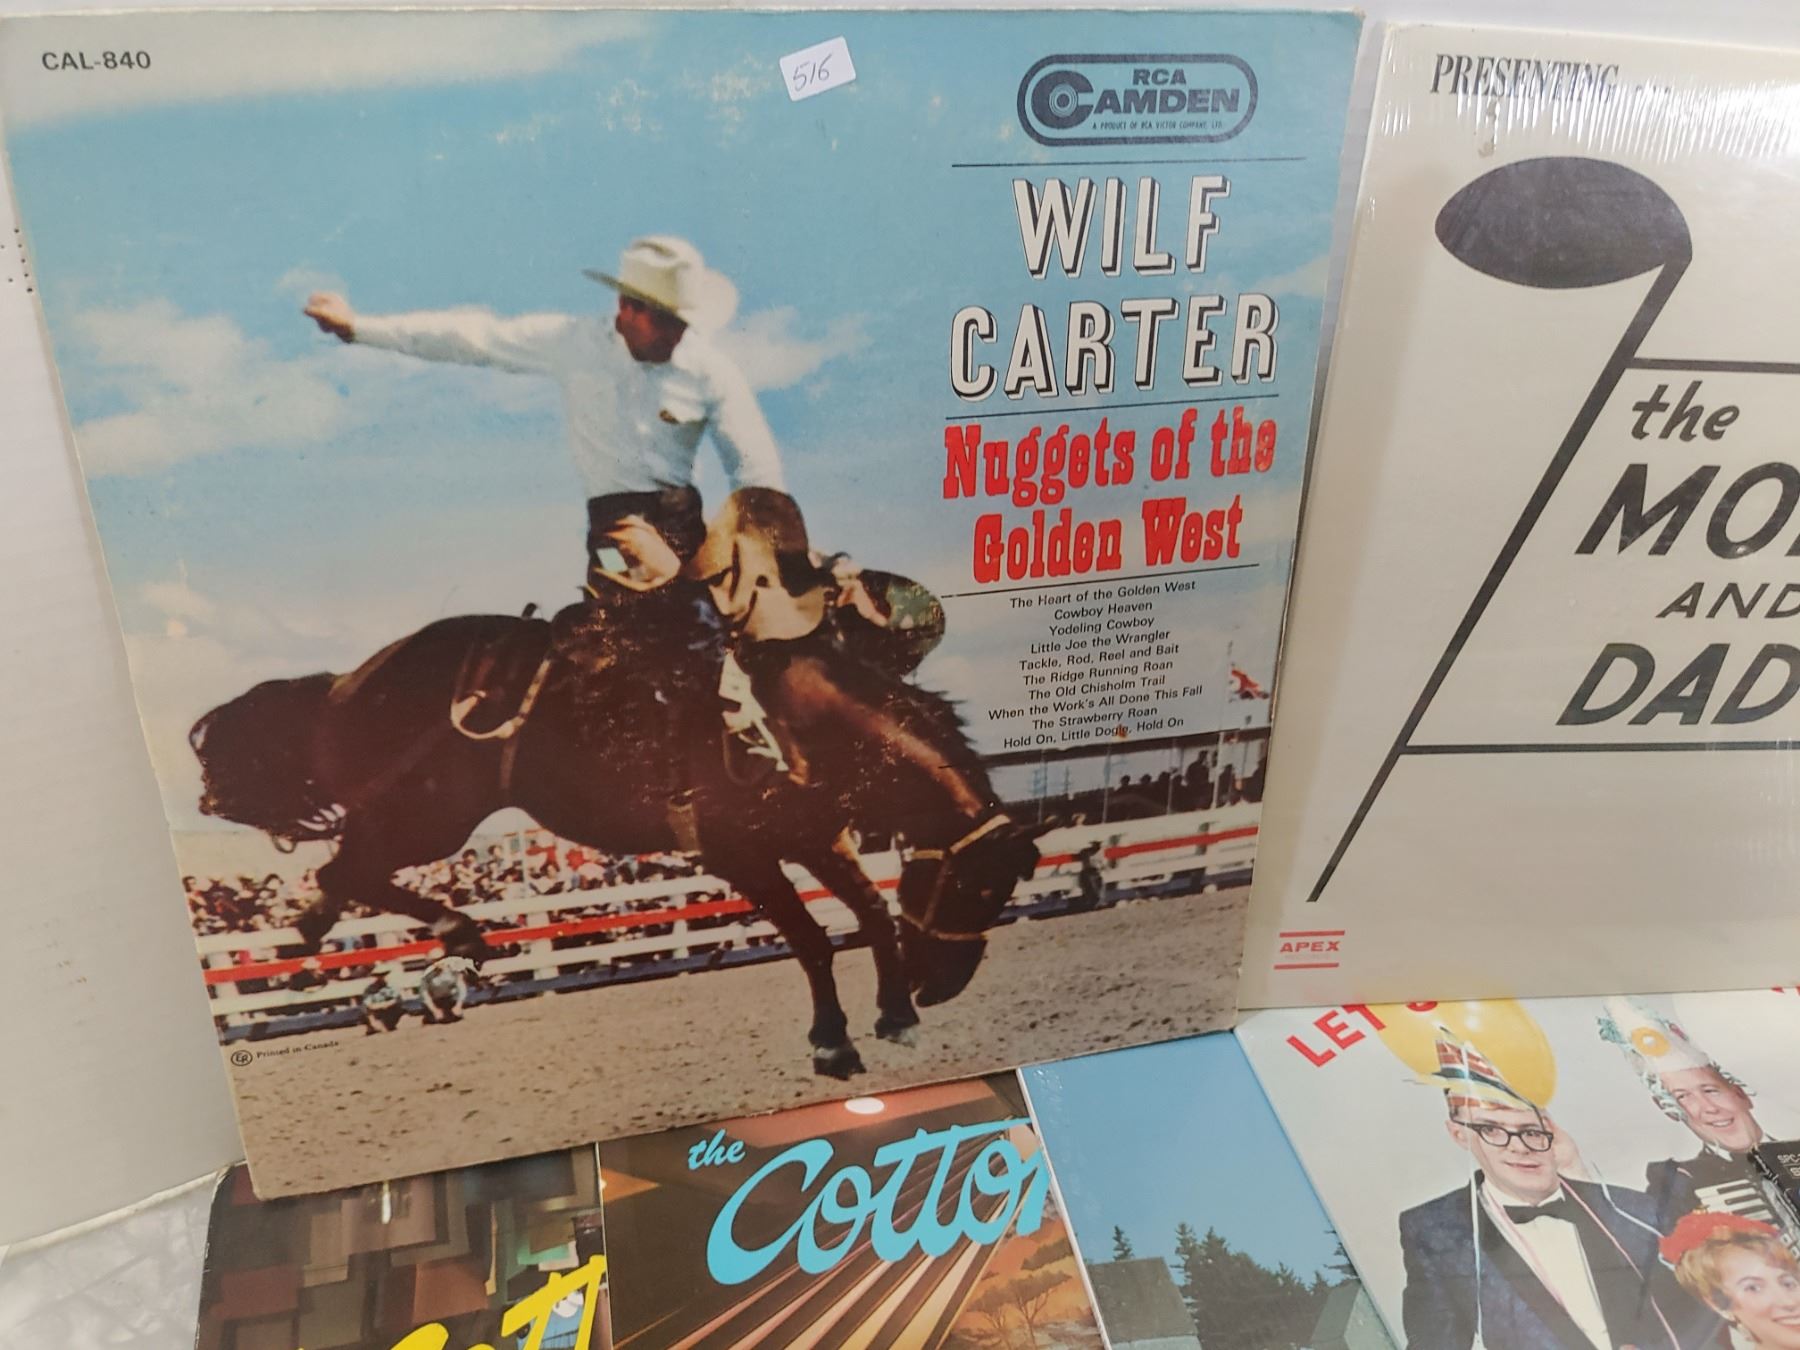 CAL-840
516
RCA
CAMDEN
A PRODUCT OF RCA VICTOR COMPANY, LTD.
WILF
CARTER
Nuggets of the
Golden West
The Heart of the Golden West
Cowboy Heaven
Yodeling Cowboy
Little Joe the Wrangler
Tackle, Rod, Reel and Bait
The Ridge Running Roan
The Old Chisholm Trail
When the Work's All Done This Fall
The Strawberry Roan
Hold On, Little Dogie, Hold On
ER Printed in Canada
PRESENTING
the
MO
AND
DAD
APEX
RECORDS
LET'S
the
Cotton